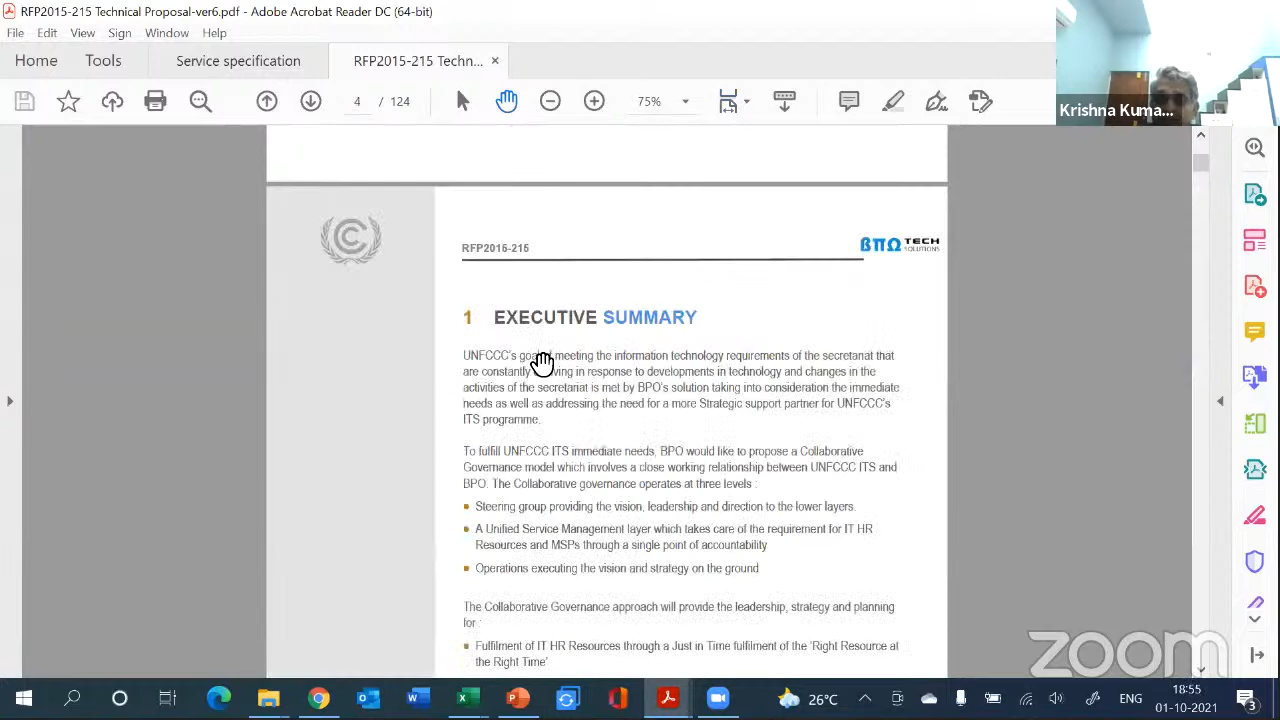 RFP2015-215 Technical Proposal-ver6.pdf - Adobe Acrobat Reader DC (64-bit)
File Edit View Sign Window Help
Home Tools Service specification RFP2015-215 Techn... ×
4 / 124 75%
Krishna Kuma...
RFP2015-215
βπΩ TECH
SOLUTIONS
1 EXECUTIVE SUMMARY
UNFCCC's meeting the information technology requirements of the secretariat that
are constantly in response to developments in technology and changes in the
activities of the secretariat is met by BPO's solution taking into consideration the immediate
needs as well as addressing the need for a more Strategic support partner for UNFCCC's
ITS programme.
To fulfill UNFCCC ITS immediate needs, BPO would like to propose a Collaborative
Governance model which involves a close working relationship between UNFCCC ITS and
BPO. The Collaborative governance operates at three levels :
Steering group providing the vision, leadership and direction to the lower layers.
A Unified Service Management layer which takes care of the requirement for IT HR
Resources and MSPs through a single point of accountability
Operations executing the vision and strategy on the ground
The Collaborative Governance approach will provide the leadership, strategy and planning
for :
Fulfilment of IT HR Resources through a Just in Time fulfilment of the 'Right Resource at
the Right Time'
zoom
26°C ENG 18:55
01-10-2021
3